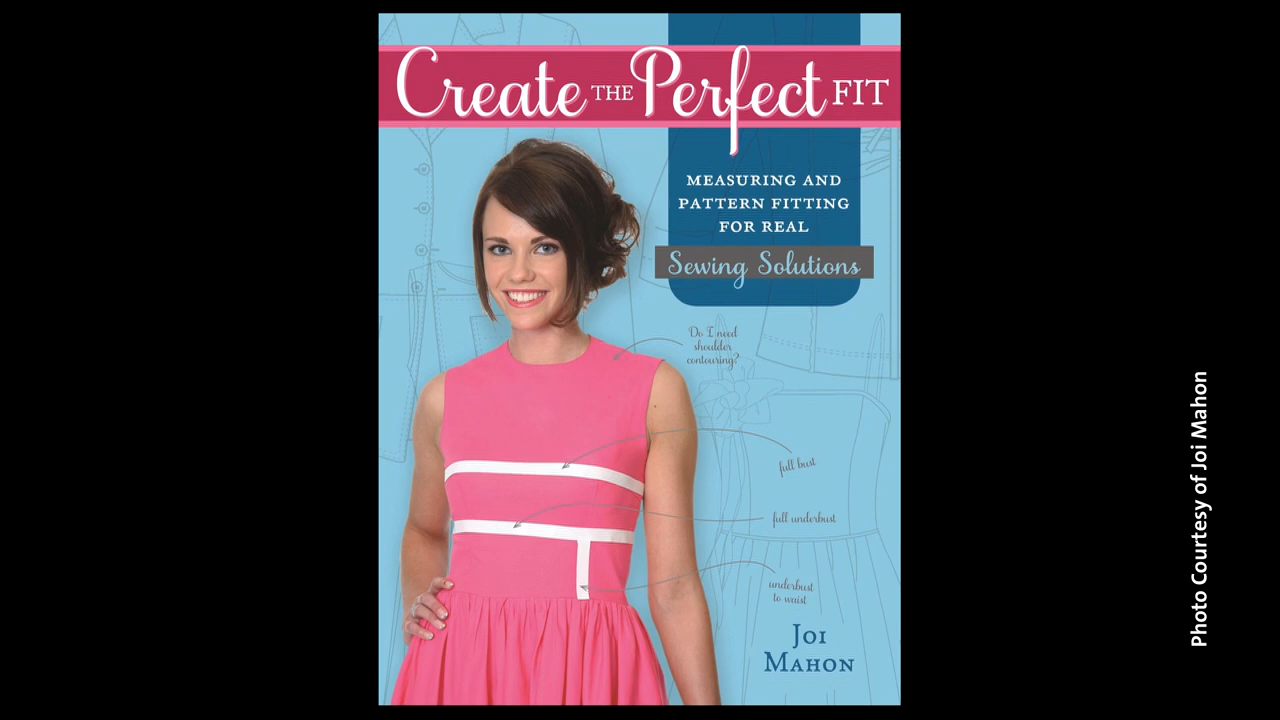 Create THE Perfect FIT
MEASURING AND
PATTERN FITTING
FOR REAL
Sewing Solutions
Do I need
shoulder
contouring?
full bust
full underbust
underbust
to waist
JOI
MAHON
Photo Courtesy of Joi Mahon